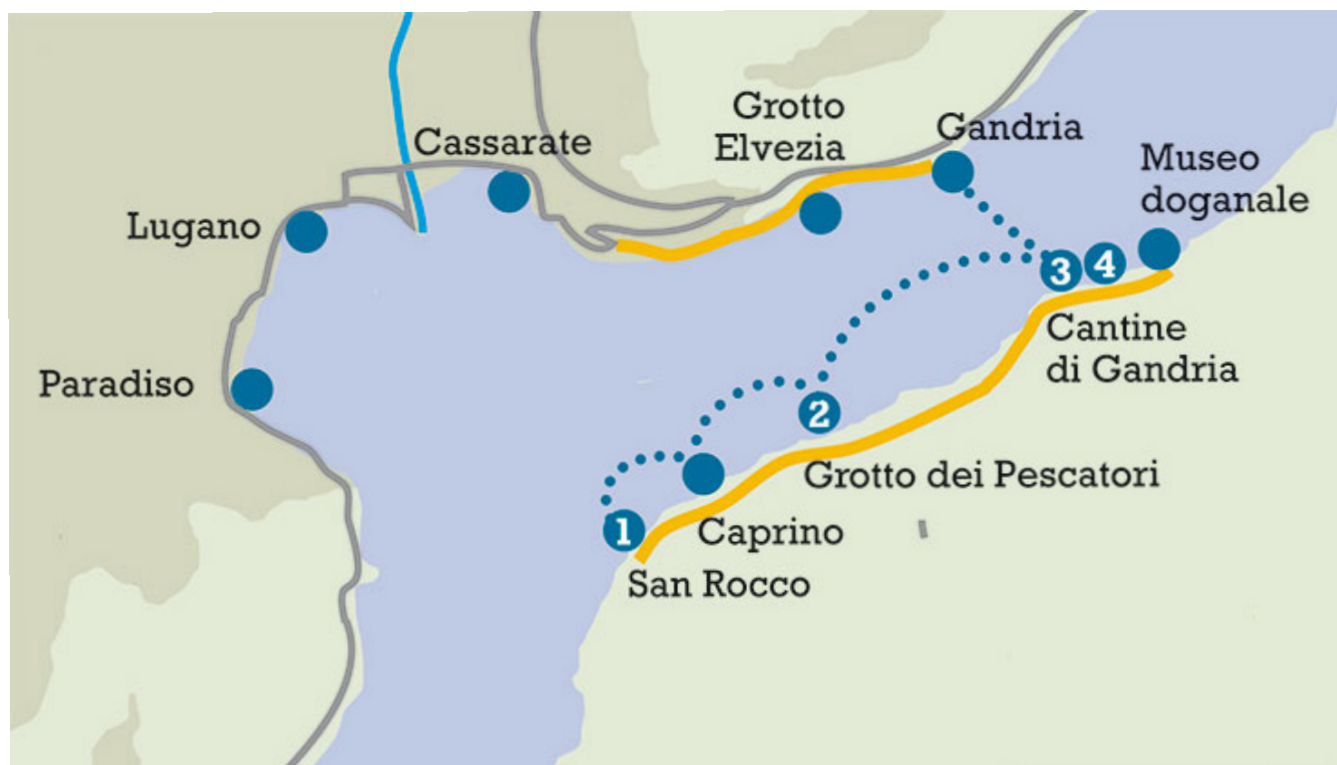 Grotto
Elvezia
Gandria
Cassarate
Museo
doganale
Lugano
3
4
Cantine
di Gandria
Paradiso
2
Grotto dei Pescatori
1
Caprino
San Rocco